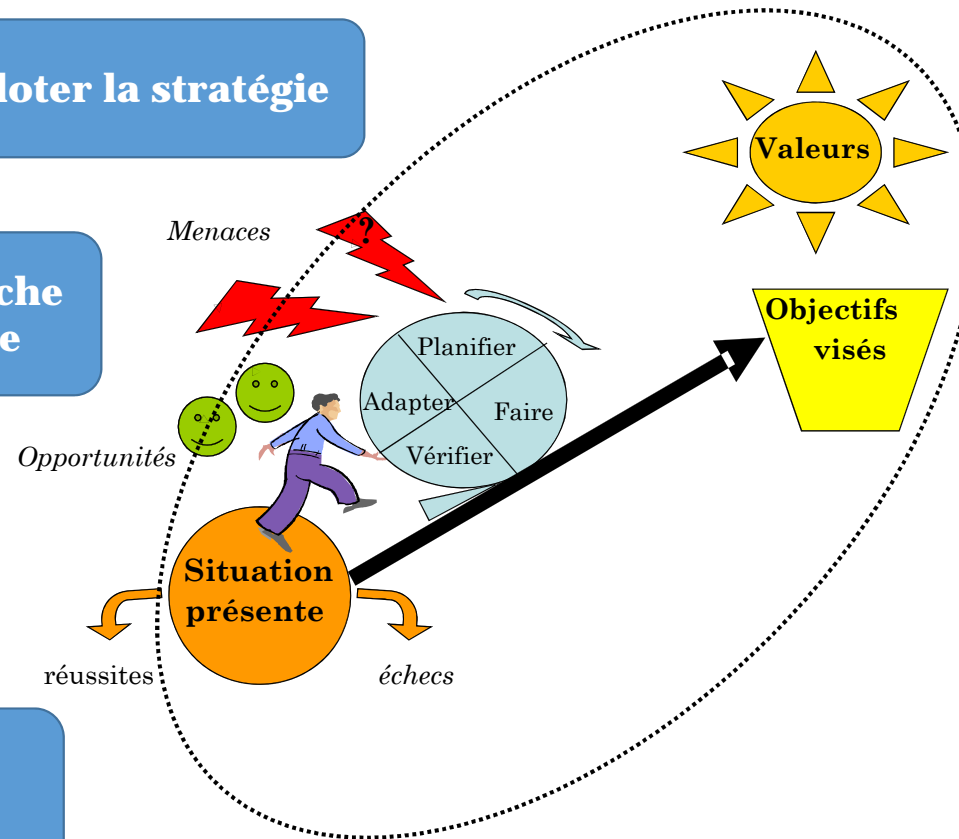 loter la stratégie
Valeurs
Menaces
?
che
e
Objectifs
visés
Planifier
Adapter
Faire
Vérifier
Opportunités
Situation
présente
réussites
échecs